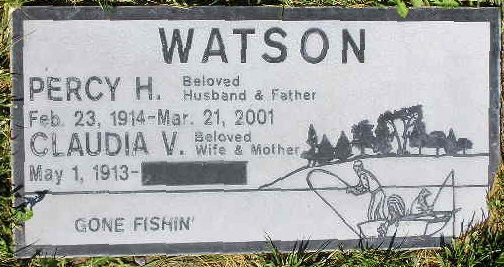 WATSON
PERCY H. Beloved Husband & Father
Feb. 23, 1914-Mar. 21, 2001
CLAUDIA V. Beloved Wife & Mother
May 1, 1913-
GONE FISHIN'